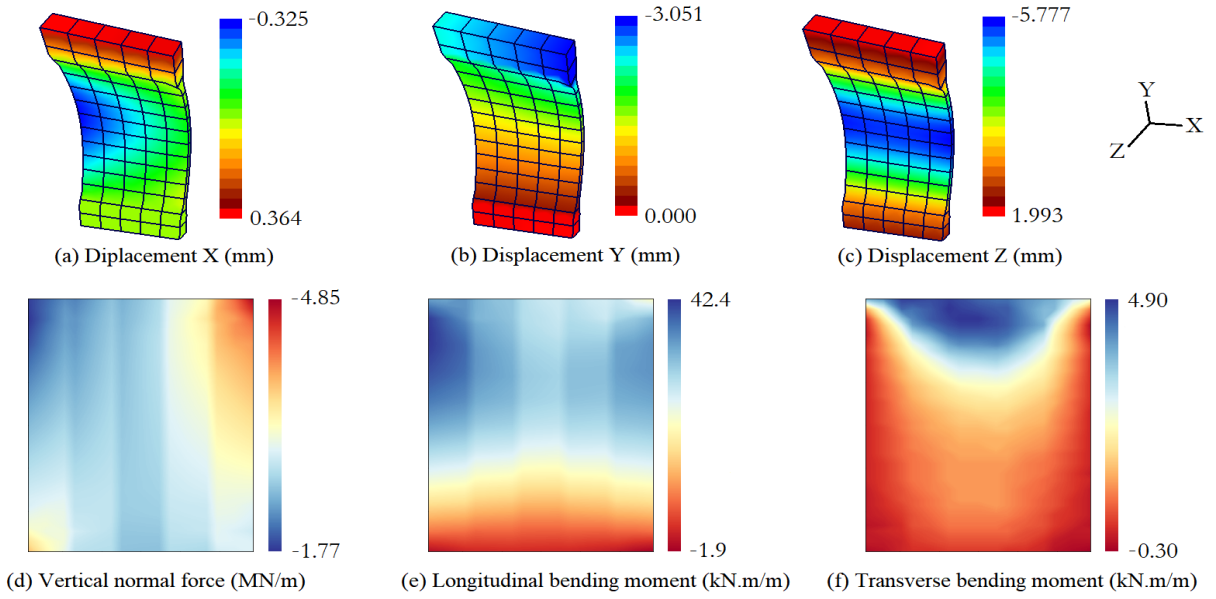 -0.325
0.364
(a) Diplacement X (mm)
-3.051
0.000
(b) Displacement Y (mm)
-5.777
1.993
(c) Displacement Z (mm)
Y
X
Z
-4.85
-1.77
(d) Vertical normal force (MN/m)
42.4
-1.9
(e) Longitudinal bending moment (kN.m/m)
4.90
-0.30
(f) Transverse bending moment (kN.m/m)